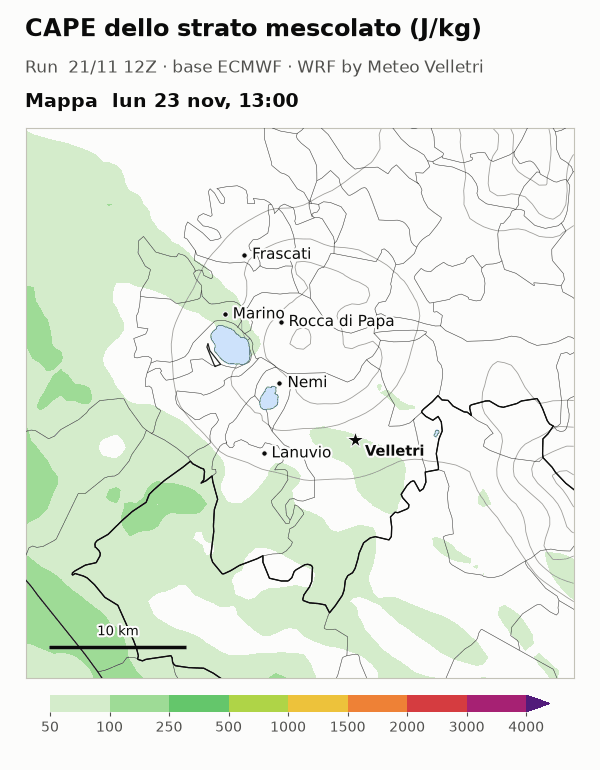 CAPE dello strato mescolato (J/kg)
Run  21/11 12Z · base ECMWF · WRF by Meteo Velletri
Mappa  lun 23 nov, 13:00
Frascati
Marino
Rocca di Papa
Nemi
Velletri
Lanuvio
10 km
50 100 250 500 1000 1500 2000 3000 4000